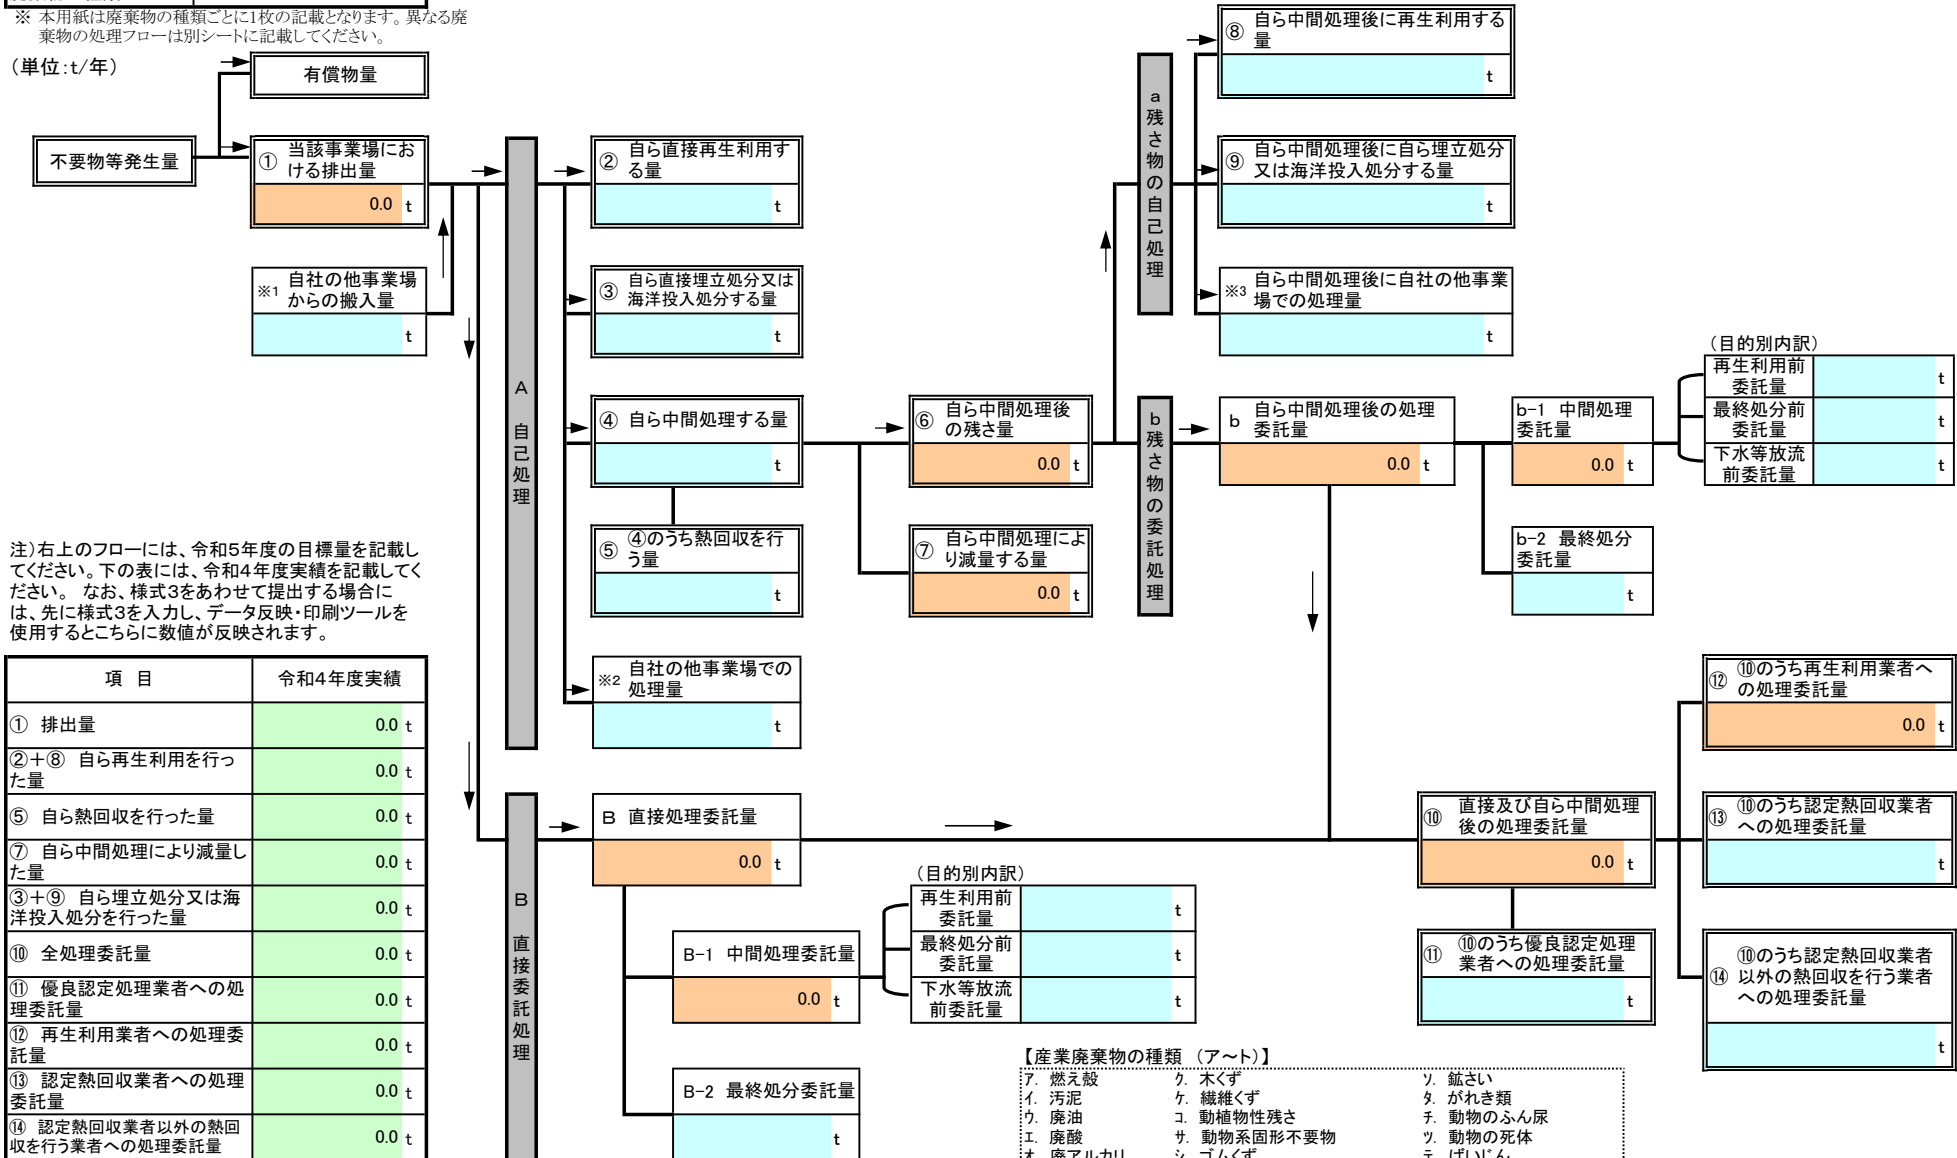 ※ 本用紙は廃棄物の種類ごとに1枚の記載となります。異なる廃
棄物の処理フローは別シートに記載してください。
（単位:t/年）
有償物量
不要物等発生量
① 当該事業場にお
ける排出量
0.0 t
※1 自社の他事業場
からの搬入量
t
A 自己処理
② 自ら直接再生利用す
る量
t
③ 自ら直接埋立処分又は
海洋投入処分する量
t
④ 自ら中間処理する量
t
⑤ ④のうち熱回収を行
う量
t
※2 自社の他事業場での
処理量
t
⑥ 自ら中間処理後
の残さ量
0.0 t
⑦ 自ら中間処理によ
り減量する量
0.0 t
a 残さ物の自己処理
⑧ 自ら中間処理後に再生利用する
量
t
⑨ 自ら中間処理後に自ら埋立処分
又は海洋投入処分する量
t
※3 自ら中間処理後に自社の他事業
場での処理量
t
b 残さ物の委託処理
b 自ら中間処理後の処理
委託量
0.0 t
b-1 中間処理
委託量
0.0 t
（目的別内訳）
再生利用前
委託量
t
最終処分前
委託量
t
下水等放流
前委託量
t
b-2 最終処分
委託量
t
注）右上のフローには、令和5年度の目標量を記載し
てください。下の表には、令和4年度実績を記載してく
ださい。 なお、様式3をあわせて提出する場合に
は、先に様式3を入力し、データ反映・印刷ツールを
使用するとこちらに数値が反映されます。
項 目 令和4年度実績
① 排出量 0.0 t
②＋⑧ 自ら再生利用を行っ
た量 0.0 t
⑤ 自ら熱回収を行った量 0.0 t
⑦ 自ら中間処理により減量し
た量 0.0 t
③＋⑨ 自ら埋立処分又は海
洋投入処分を行った量 0.0 t
⑩ 全処理委託量 0.0 t
⑪ 優良認定処理業者への処
理委託量 0.0 t
⑫ 再生利用業者への処理委
託量 0.0 t
⑬ 認定熱回収業者への処理
委託量 0.0 t
⑭ 認定熱回収業者以外の熱回
収を行う業者への処理委託量 0.0 t
B 直接委託処理
B 直接処理委託量
0.0 t
B-1 中間処理委託量
0.0 t
（目的別内訳）
再生利用前
委託量
t
最終処分前
委託量
t
下水等放流
前委託量
t
B-2 最終処分委託量
t
⑩ 直接及び自ら中間処理
後の処理委託量
0.0 t
⑪ ⑩のうち優良認定処理
業者への処理委託量
t
⑫ ⑩のうち再生利用業者へ
の処理委託量
0.0 t
⑬ ⑩のうち認定熱回収業者
への処理委託量
t
⑭ ⑩のうち認定熱回収業者
以外の熱回収を行う業者
への処理委託量
t
【産業廃棄物の種類 （ア～ト）】
ア. 燃え殻 ク. 木くず ソ. 鉱さい
イ. 汚泥 ケ. 繊維くず タ. がれき類
ウ. 廃油 コ. 動植物性残さ チ. 動物のふん尿
エ. 廃酸 サ. 動物系固形不要物 ツ. 動物の死体
オ. 廃アルカリ シ. ゴムくず テ. ばいじん